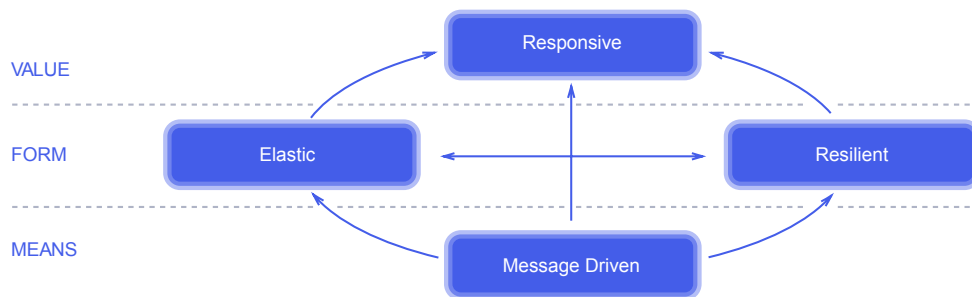 Responsive
VALUE
FORM
Elastic
Resilient
MEANS
Message Driven